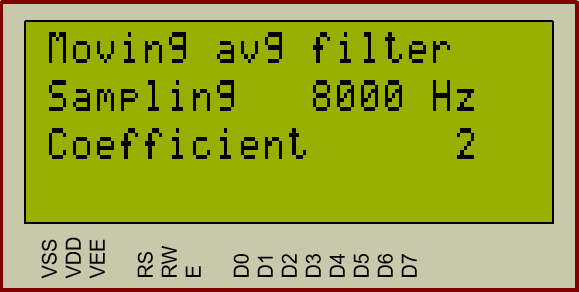 Moving avg filter
Sampling   8000 Hz
Coefficient      2
VSS VDD VEE RS RW E D0 D1 D2 D3 D4 D5 D6 D7